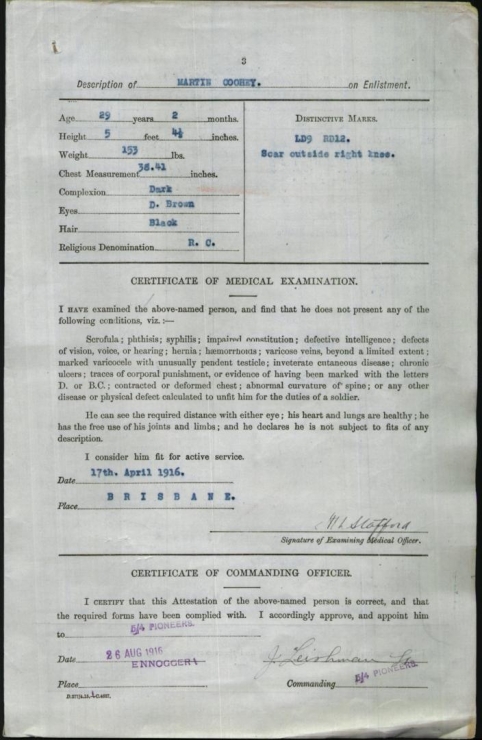 3
Description of MARTIN COOHEY. on Enlistment.
Age 29 years 2 months.
Height 5 feet 4½ inches.
Weight 153 lbs.
Chest Measurement 38.41 inches.
Complexion Dark
Eyes D. Brown
Hair Black
Religious Denomination R. C.
DISTINCTIVE MARKS.
LD9 RD12.
Scar outside right knee.
CERTIFICATE OF MEDICAL EXAMINATION.
I HAVE examined the above-named person, and find that he does not present any of the
following conditions, viz. :—
Scrofula; phthisis; syphilis; impaired constitution; defective intelligence; defects
of vision, voice, or hearing; hernia; hæmorrhoids; varicose veins, beyond a limited extent;
marked varicocele with unusually pendent testicle; inveterate cutaneous disease; chronic
ulcers; traces of corporal punishment, or evidence of having been marked with the letters
D. or B.C.; contracted or deformed chest; abnormal curvature of spine; or any other
disease or physical defect calculated to unfit him for the duties of a soldier.
He can see the required distance with either eye; his heart and lungs are healthy; he
has the free use of his joints and limbs; and he declares he is not subject to fits of any
description.
I consider him fit for active service.
Date 17th. April 1916.
Place BRISBANE.
Stafford
Signature of Examining Medical Officer.
CERTIFICATE OF COMMANDING OFFICER.
I CERTIFY that this Attestation of the above-named person is correct, and that
the required forms have been complied with. I accordingly approve, and appoint him
to 5/4 PIONEERS.
Date 26 AUG 1916
ENNOGGERA
J Leishman
Place
Commanding 5/4 PIONEERS.